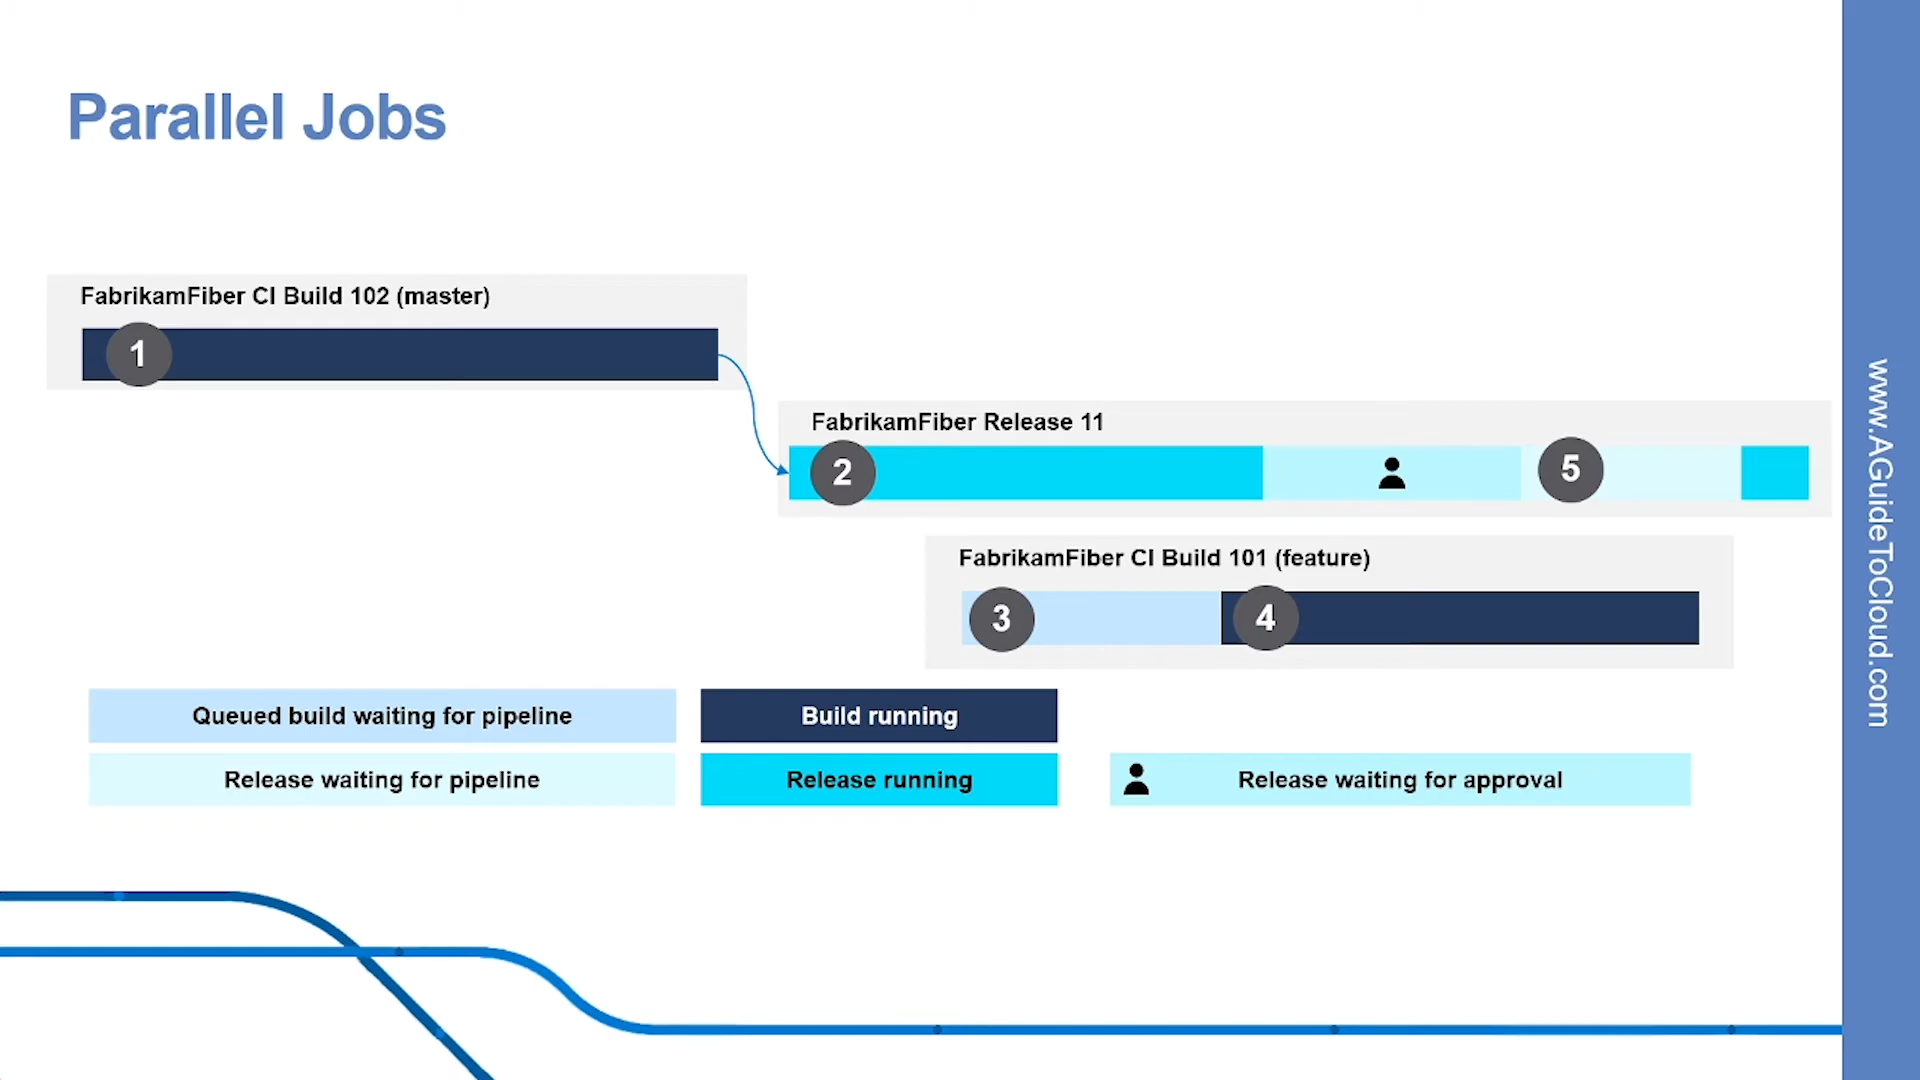 Parallel Jobs
FabrikamFiber CI Build 102 (master)
1
FabrikamFiber Release 11
2
5
FabrikamFiber CI Build 101 (feature)
3
4
Queued build waiting for pipeline
Build running
Release waiting for pipeline
Release running
Release waiting for approval
www.AGuideToCloud.com